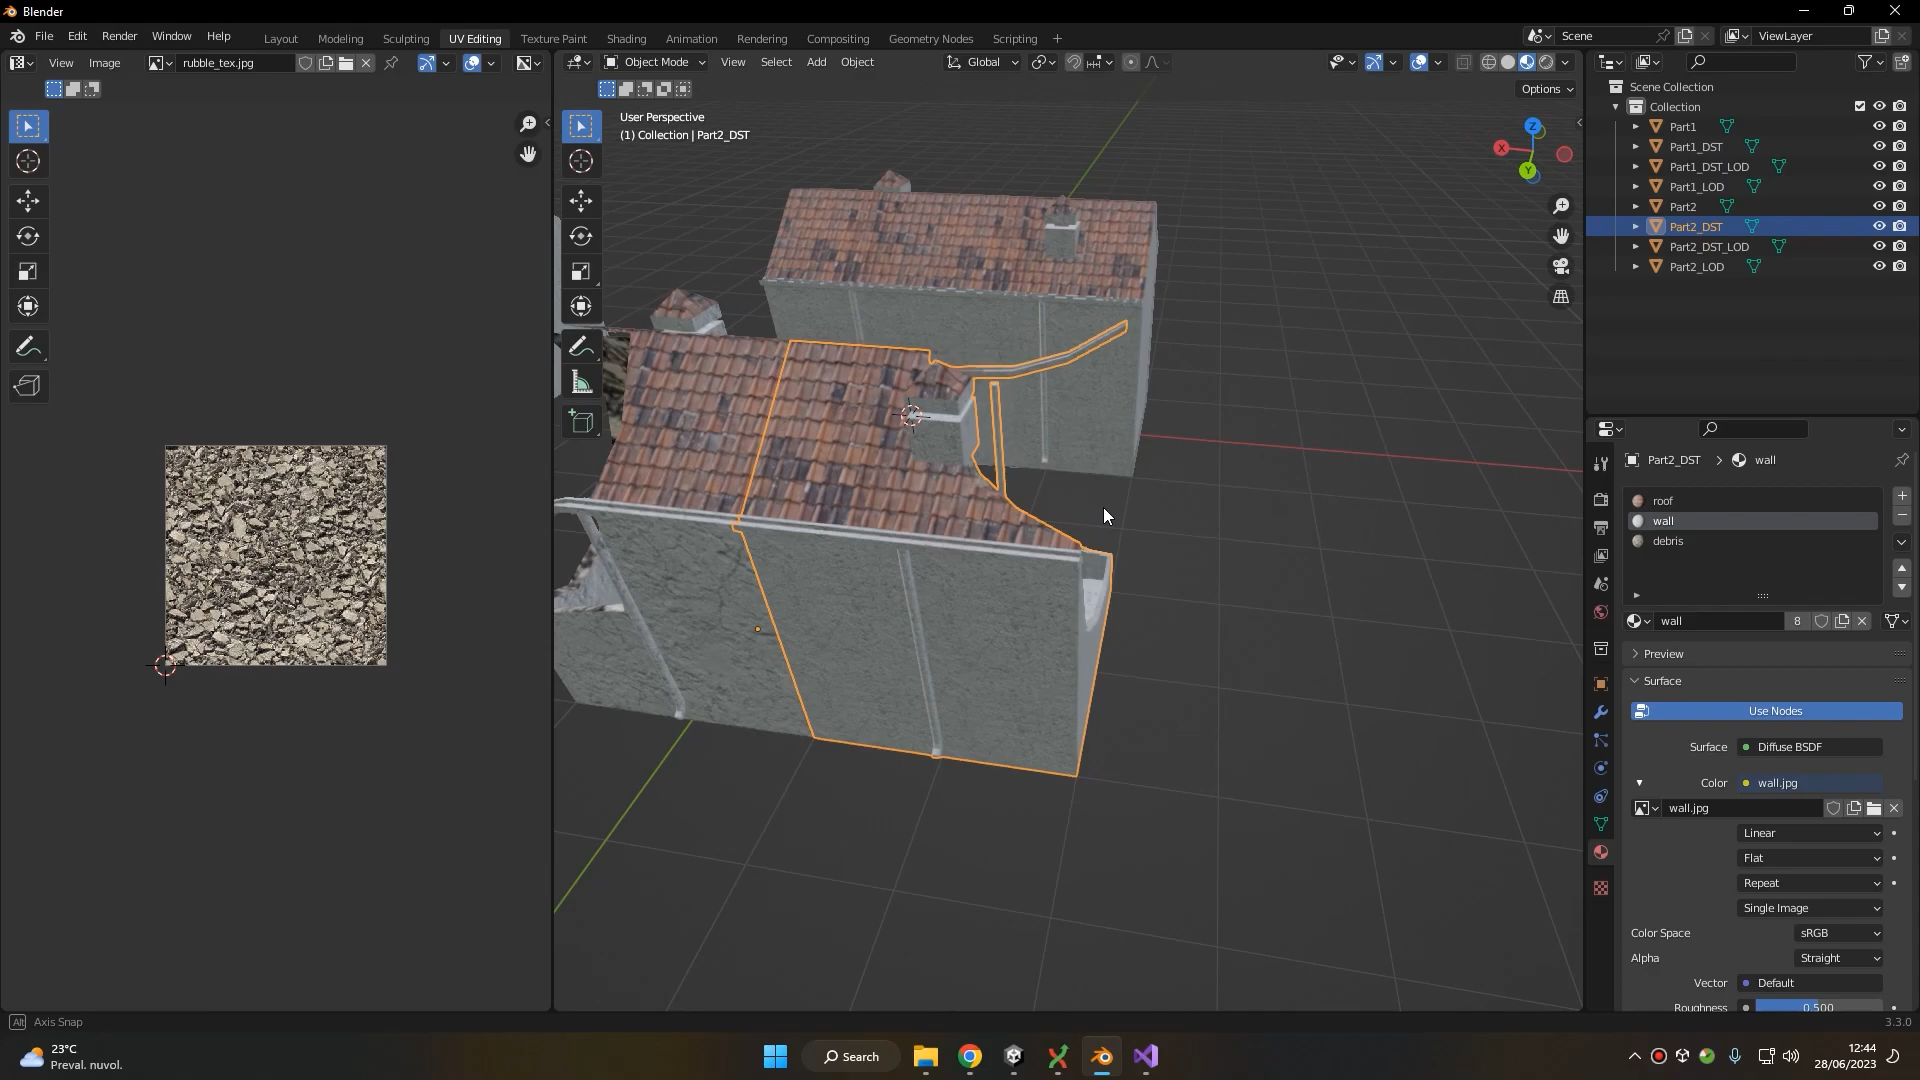 Blender
File Edit Render Window Help
Layout Modeling Sculpting UV Editing Texture Paint Shading Animation Rendering Compositing Geometry Nodes Scripting +
Scene
ViewLayer
View Image rubble_tex.jpg
Object Mode View Select Add Object Global
Options
User Perspective
(1) Collection | Part2_DST
Z
X
Y
Scene Collection
Collection
Part1
Part1_DST
Part1_DST_LOD
Part1_LOD
Part2
Part2_DST
Part2_DST_LOD
Part2_LOD
Part2_DST > wall
roof
wall
debris
wall 8
Preview
Surface
Use Nodes
Surface Diffuse BSDF
Color wall.jpg
wall.jpg
Linear
Flat
Repeat
Single Image
Color Space sRGB
Alpha Straight
Vector Default
Roughness 0.500
Alt Axis Snap
3.3.0
23°C
Preval. nuvol.
Search
12:44
28/06/2023